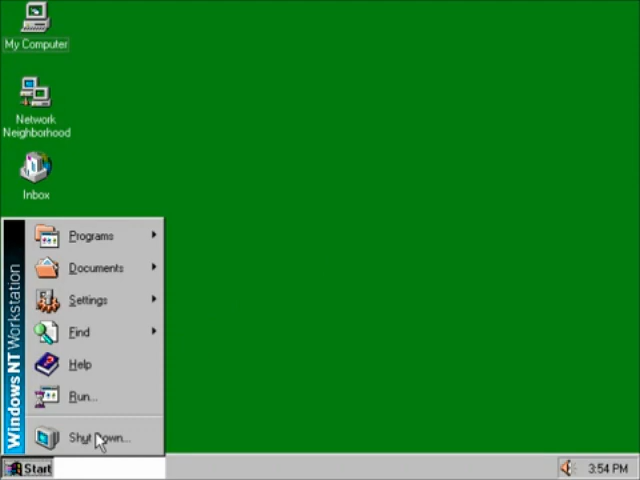 My Computer
Network
Neighborhood
Inbox
Windows NT Workstation
Programs
Documents
Settings
Find
Help
Run...
Shut Down...
Start
3:54 PM